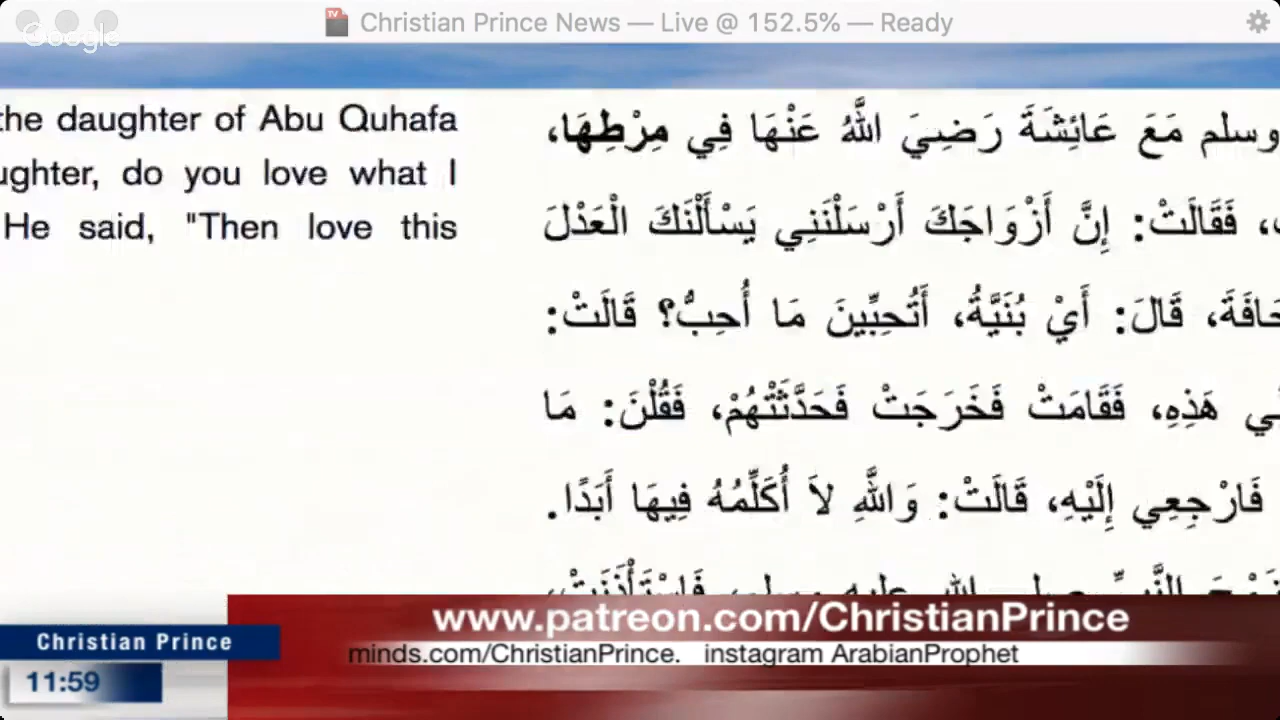 Christian Prince News — Live @ 152.5% — Ready
Google
the daughter of Abu Quhafa
ughter, do you love what I
He said, "Then love this
وسلم مَعَ عَائِشَةَ رَضِيَ اللَّهُ عَنْهَا فِي مِرْطِهَا،
فَقَالَتْ: إِنَّ أَزْوَاجَكَ أَرْسَلْنَنِي يَسْأَلْنَكَ الْعَدْلَ
حَافَةَ، قَالَ: أَيْ بُنَيَّةُ، أَتُحِبِّينَ مَا أُحِبُّ؟ قَالَتْ:
هَذِهِ، فَقَامَتْ فَخَرَجَتْ فَحَدَّثَتْهُمْ، فَقُلْنَ: مَا
فَارْجِعِي إِلَيْهِ، قَالَتْ: وَاللَّهِ لاَ أُكَلِّمُهُ فِيهَا أَبَدًا.
www.patreon.com/ChristianPrince
Christian Prince
minds.com/ChristianPrince. instagram ArabianProphet
11:59